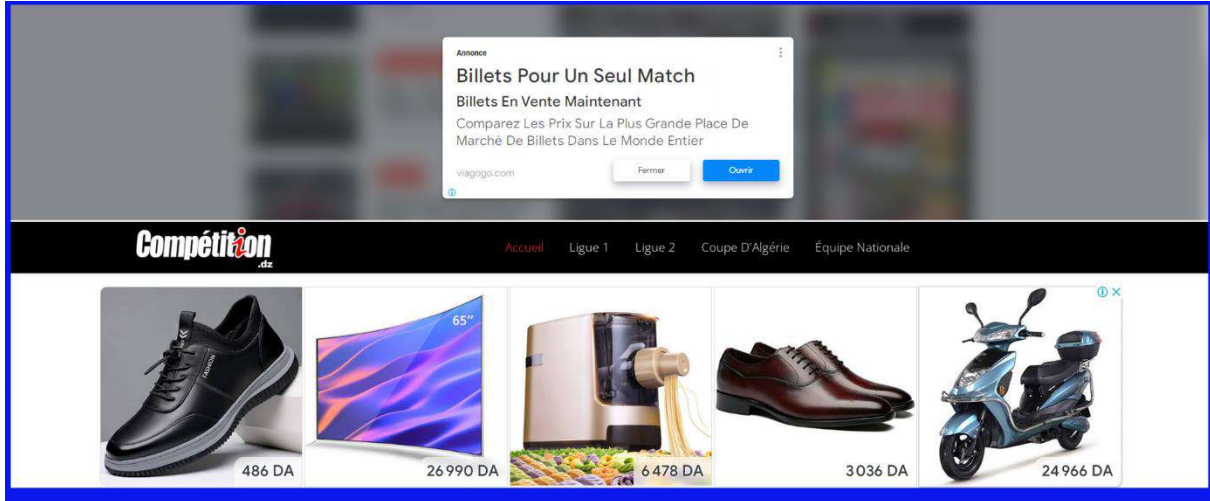 Annonce
Billets Pour Un Seul Match
Billets En Vente Maintenant
Comparez Les Prix Sur La Plus Grande Place De
Marché De Billets Dans Le Monde Entier
viagogo.com
Fermer
Ouvrir
Compétition
.dz
Accueil
Ligue 1
Ligue 2
Coupe D'Algérie
Équipe Nationale
FASHION
65"
486 DA
26 990 DA
6 478 DA
3 036 DA
24 966 DA